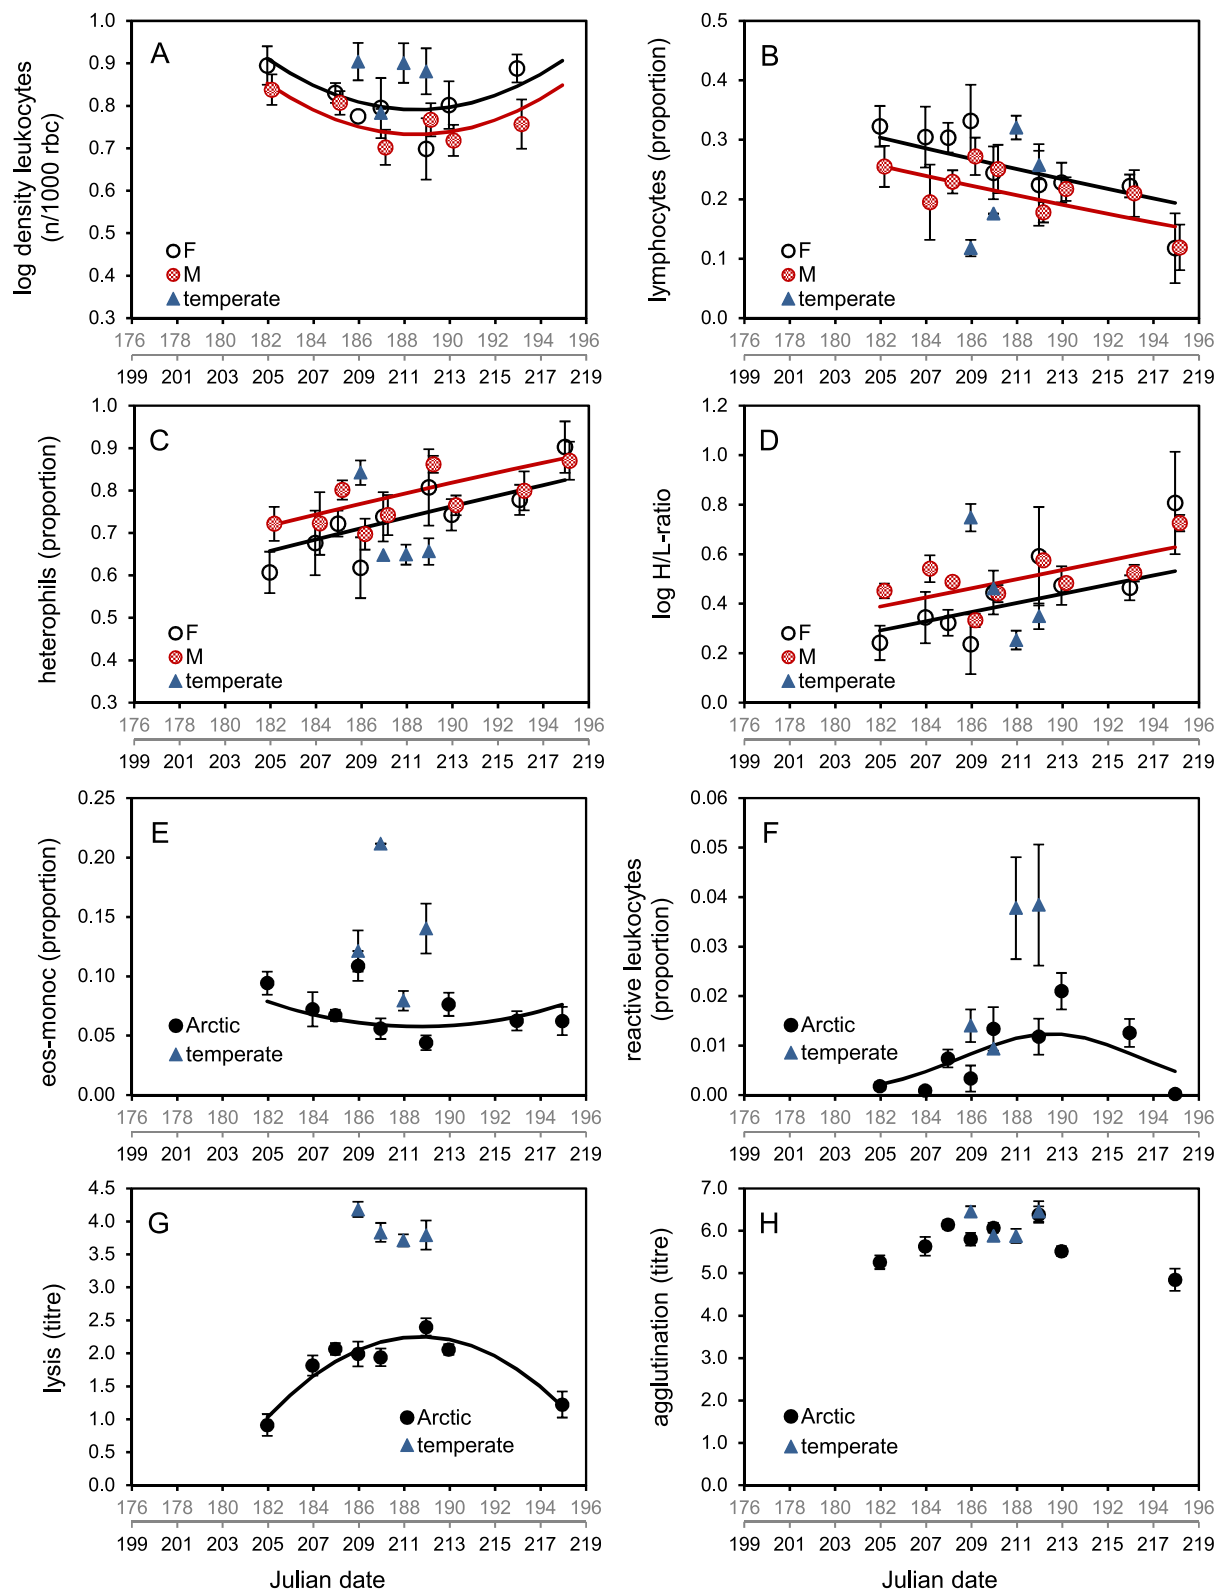 A
log density leukocytes
(n/1000 rbc)
1.0
0.9
0.8
0.7
0.6
0.5
0.4
0.3
F
M
temperate
176 178 180 182 184 186 188 190 192 194 196
199 201 203 205 207 209 211 213 215 217 219
B
lymphocytes (proportion)
0.5
0.4
0.3
0.2
0.1
0.0
F
M
temperate
176 178 180 182 184 186 188 190 192 194 196
199 201 203 205 207 209 211 213 215 217 219
C
heterophils (proportion)
1.0
0.9
0.8
0.7
0.6
0.5
0.4
0.3
F
M
temperate
176 178 180 182 184 186 188 190 192 194 196
199 201 203 205 207 209 211 213 215 217 219
D
log H/L-ratio
1.2
1.0
0.8
0.6
0.4
0.2
0.0
F
M
temperate
176 178 180 182 184 186 188 190 192 194 196
199 201 203 205 207 209 211 213 215 217 219
E
eos-monoc (proportion)
0.25
0.20
0.15
0.10
0.05
0.00
Arctic
temperate
176 178 180 182 184 186 188 190 192 194 196
199 201 203 205 207 209 211 213 215 217 219
F
reactive leukocytes
(proportion)
0.06
0.05
0.04
0.03
0.02
0.01
0.00
Arctic
temperate
176 178 180 182 184 186 188 190 192 194 196
199 201 203 205 207 209 211 213 215 217 219
G
lysis (titre)
4.5
4.0
3.5
3.0
2.5
2.0
1.5
1.0
0.5
0.0
Arctic
temperate
176 178 180 182 184 186 188 190 192 194 196
199 201 203 205 207 209 211 213 215 217 219
Julian date
H
agglutination (titre)
7.0
6.0
5.0
4.0
3.0
2.0
1.0
0.0
Arctic
temperate
176 178 180 182 184 186 188 190 192 194 196
199 201 203 205 207 209 211 213 215 217 219
Julian date